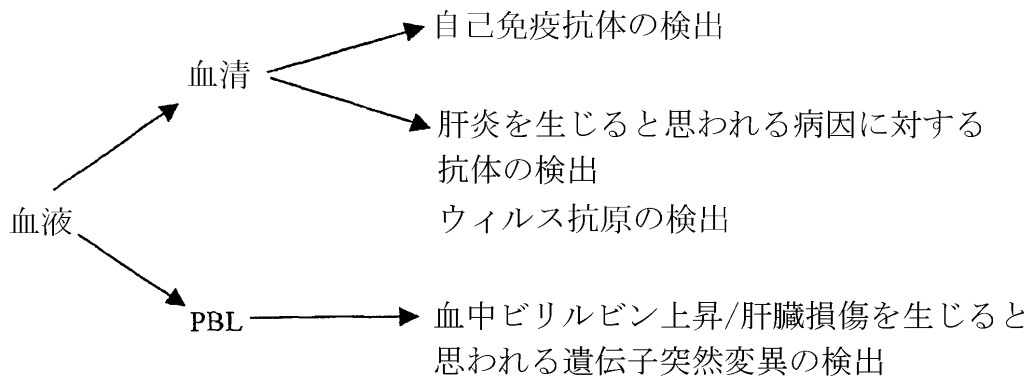 自己免疫抗体の検出
血清
肝炎を生じると思われる病因に対する
抗体の検出
ウィルス抗原の検出
血液
PBL
血中ビリルビン上昇/肝臓損傷を生じると
思われる遺伝子突然変異の検出